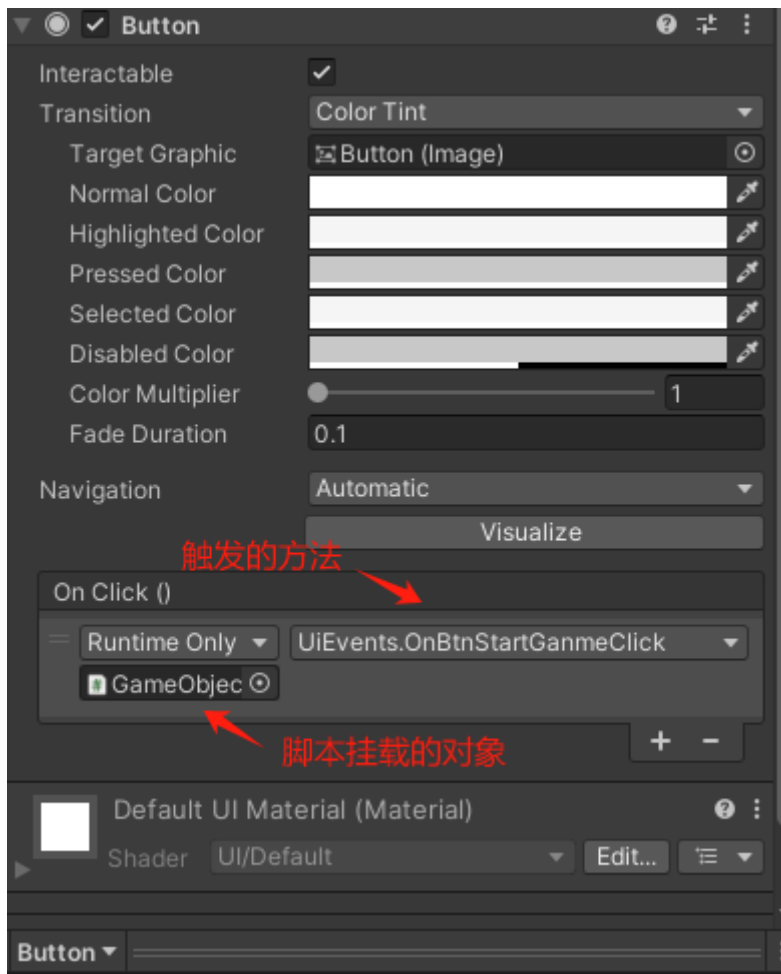 Button
Interactable
Transition Color Tint
Target Graphic Button (Image)
Normal Color
Highlighted Color
Pressed Color
Selected Color
Disabled Color
Color Multiplier 1
Fade Duration 0.1
Navigation Automatic
Visualize
触发的方法
On Click ()
Runtime Only UiEvents.OnBtnStartGanmeClick
GameObjec
脚本挂载的对象
+ -
Default UI Material (Material)
Shader UI/Default Edit...
Button